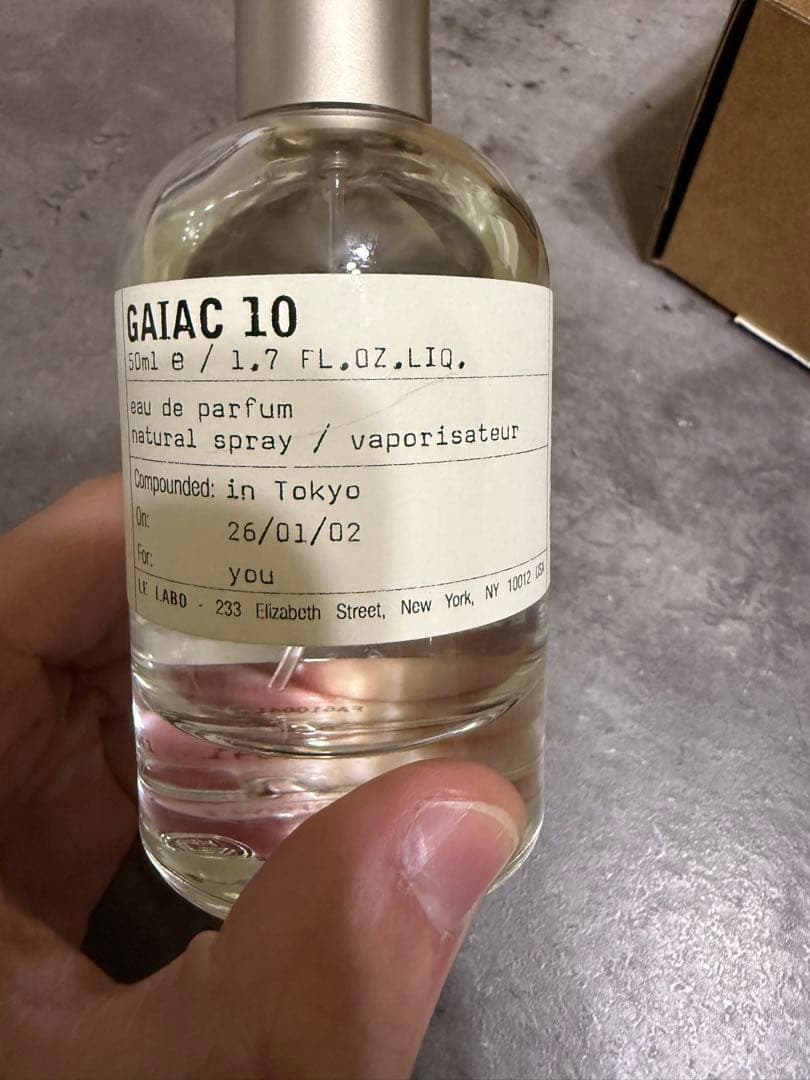 GAIAC 10
50ml e / 1.7 FL.OZ.LIQ.
eau de parfum
natural spray / vaporisateur
Compounded: in Tokyo
On: 26/01/02
For: you
LE LABO - 233 Elizabeth Street, New York, NY 10012 USA